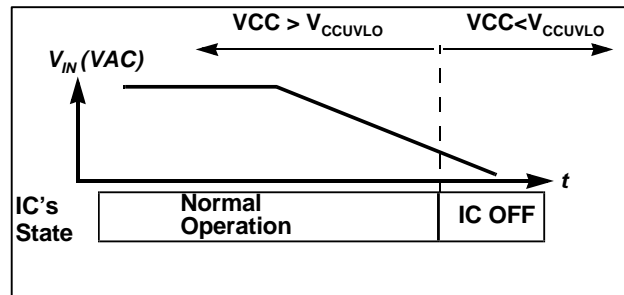 VCC > VCCUVLO
VCC<VCCUVLO
VIN (VAC)
t
IC's
State
Normal
Operation
IC OFF